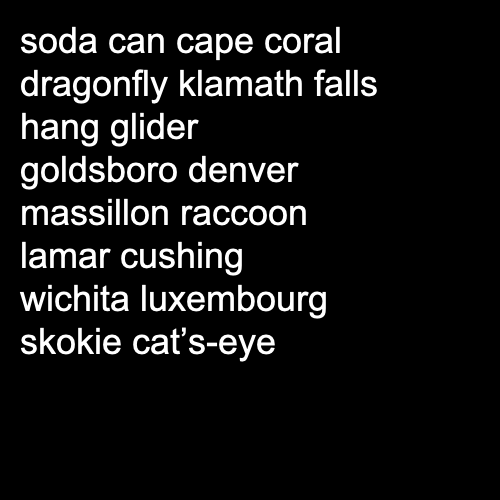 soda can cape coral
dragonfly klamath falls
hang glider
goldsboro denver
massillon raccoon
lamar cushing
wichita luxembourg
skokie cat’s-eye